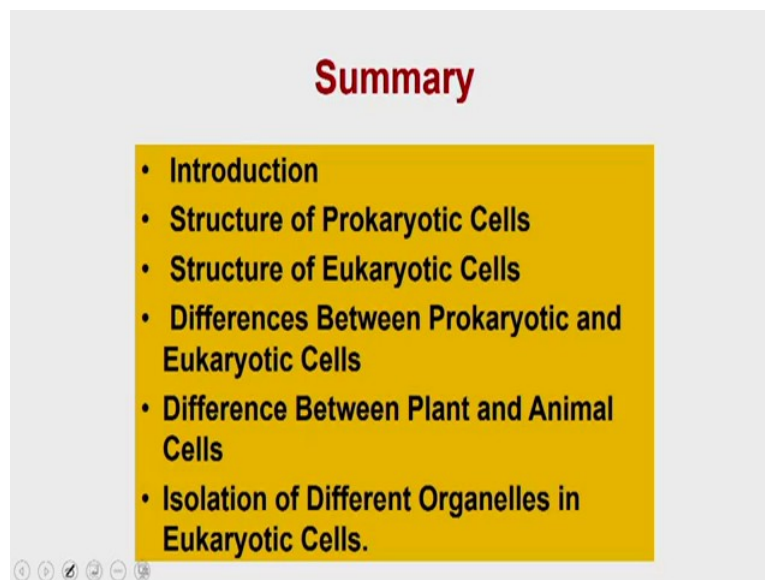 Summary
• Introduction
• Structure of Prokaryotic Cells
• Structure of Eukaryotic Cells
• Differences Between Prokaryotic and
Eukaryotic Cells
• Difference Between Plant and Animal
Cells
• Isolation of Different Organelles in
Eukaryotic Cells.